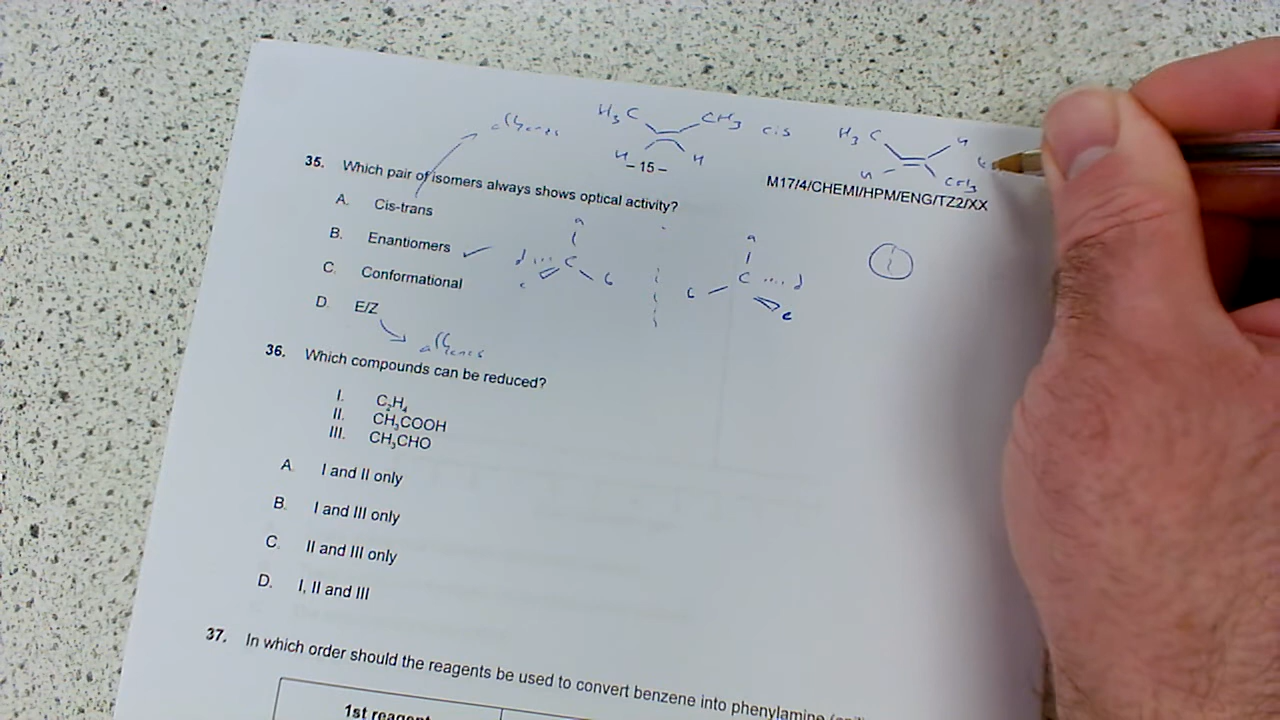 alkenes H₃C CH₃ cis H₃C H
H H H CH₃
– 15 –
M17/4/CHEMI/HPM/ENG/TZ2/XX
35. Which pair of isomers always shows optical activity?
A. Cis-trans
B. Enantiomers ✓
C. Conformational
D. E/Z
a a
d C b b C d
c c
1
alkenes
36. Which compounds can be reduced?
I. C₂H₄
II. CH₃COOH
III. CH₃CHO
A. I and II only
B. I and III only
C. II and III only
D. I, II and III
37. In which order should the reagents be used to convert benzene into phenylamine
1st reagent